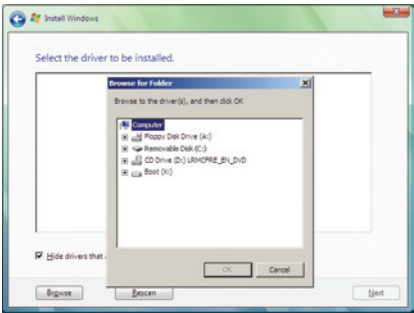 Install Windows
Select the driver to be installed.
Browse for Folder
Browse to the driver(s), and then click OK
Computer
Floppy Disk Drive (A:)
Removable Disk (C:)
CD Drive (D:) LRMCFRE_EN_DVD
Boot (X:)
OK
Cancel
Hide drivers that
Browse
Rescan
Next